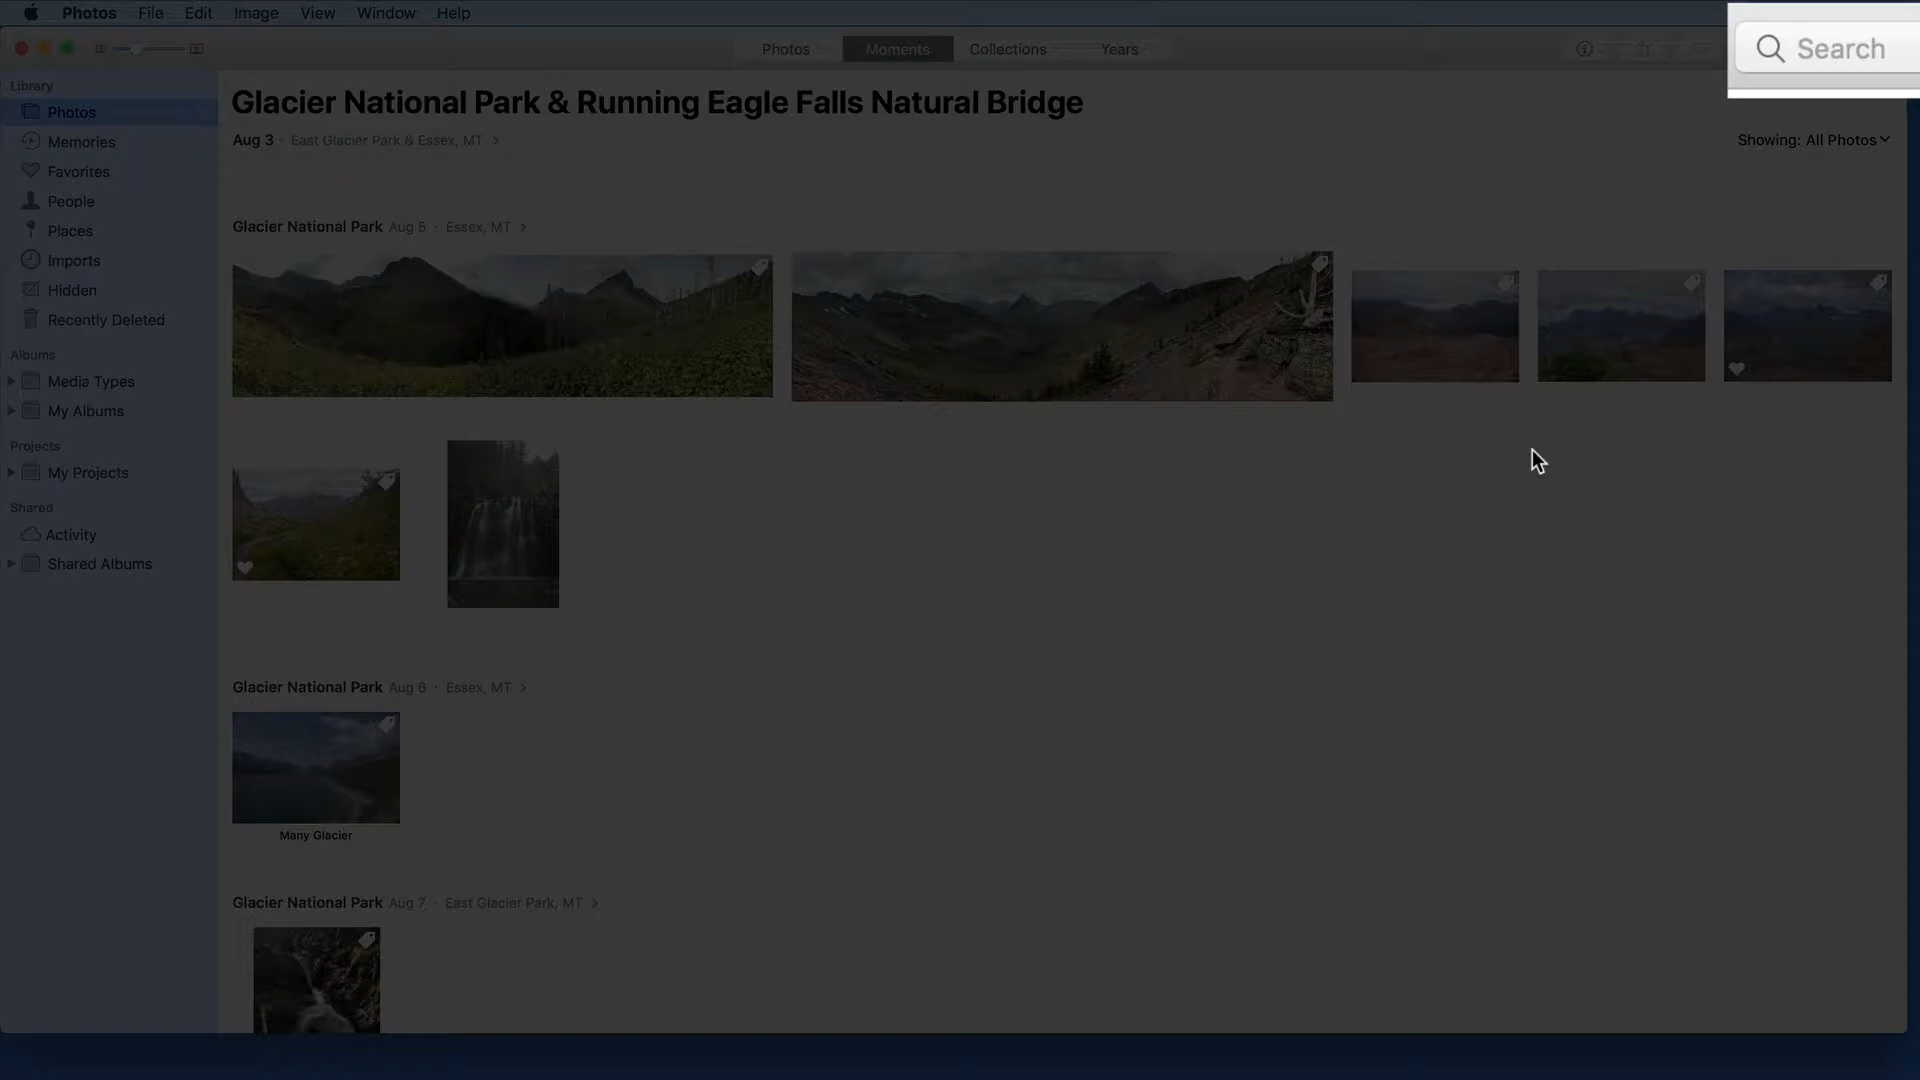 Photos File Edit Image View Window Help
Photos Moments Collections Years
Search
Library
Photos
Memories
Favorites
People
Places
Imports
Hidden
Recently Deleted
Albums
Media Types
My Albums
Projects
My Projects
Shared
Activity
Shared Albums
Glacier National Park & Running Eagle Falls Natural Bridge
Aug 3 · East Glacier Park & Essex, MT >
Showing: All Photos
Glacier National Park Aug 5 · Essex, MT >
Glacier National Park Aug 6 · Essex, MT >
Many Glacier
Glacier National Park Aug 7 · East Glacier Park, MT >